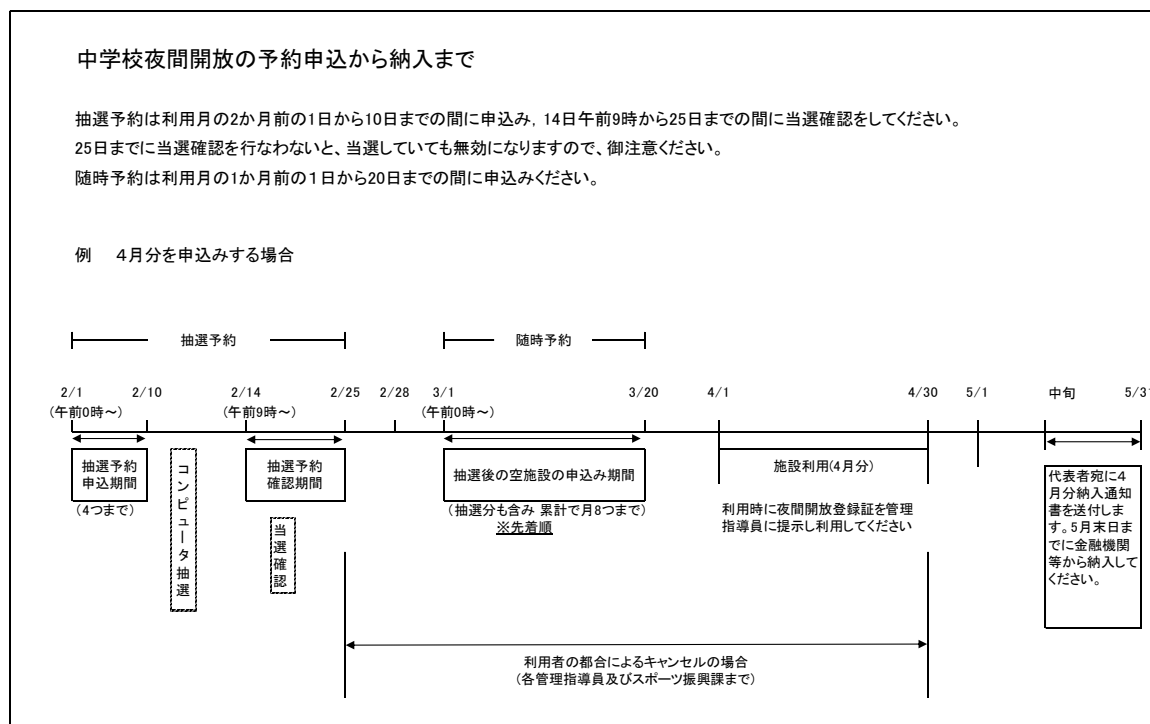 中学校夜間開放の予約申込から納入まで
抽選予約は利用月の2か月前の1日から10日までの間に申込み, 14日午前9時から25日までの間に当選確認をしてください。
25日までに当選確認を行なわないと、当選していても無効になりますので、御注意ください。
随時予約は利用月の1か月前の１日から20日までの間に申込みください。
例　４月分を申込みする場合
抽選予約
随時予約
2/1
2/10
2/14
2/25
2/28
3/1
3/20
4/1
4/30
5/1
中旬
5/31
(午前0時～)
(午前9時～)
(午前0時～)
抽選予約
申込期間
(4つまで)
コンピュータ抽選
抽選予約
確認期間
当選確認
抽選後の空施設の申込み期間
(抽選分も含み 累計で月8つまで)
※先着順
施設利用(4月分)
利用時に夜間開放登録証を管理
指導員に提示し利用してください
代表者宛に４
月分納入通知
書を送付しま
す。5月末日ま
でに金融機関
等から納入して
ください。
利用者の都合によるキャンセルの場合
(各管理指導員及びスポーツ振興課まで)